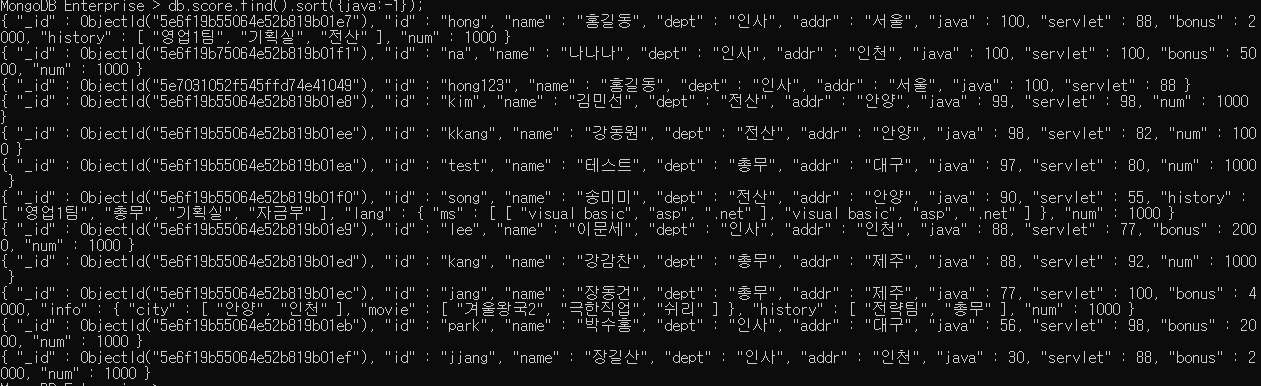 MongoDB Enterprise > db.score.find().sort({java:-1});
{ "_id" : ObjectId("5e6f19b55064e52b819b01e7"), "id" : "hong", "name" : "홍길동", "dept" : "인사", "addr" : "서울", "java" : 100, "servlet" : 88, "bonus" : 2
000, "history" : [ "영업1팀", "기획실", "전산" ], "num" : 1000 }
{ "_id" : ObjectId("5e6f19b75064e52b819b01f1"), "id" : "na", "name" : "나나나", "dept" : "인사", "addr" : "인천", "java" : 100, "servlet" : 100, "bonus" : 50
00, "num" : 1000 }
{ "_id" : ObjectId("5e7031052f545ffd74e41049"), "id" : "hong123", "name" : "홍길동", "dept" : "인사", "addr" : "서울", "java" : 100, "servlet" : 88 }
{ "_id" : ObjectId("5e6f19b55064e52b819b01e8"), "id" : "kim", "name" : "김민선", "dept" : "전산", "addr" : "안양", "java" : 99, "servlet" : 98, "num" : 1000
}
{ "_id" : ObjectId("5e6f19b55064e52b819b01ee"), "id" : "kkang", "name" : "강동원", "dept" : "전산", "addr" : "안양", "java" : 98, "servlet" : 82, "num" : 100
0 }
{ "_id" : ObjectId("5e6f19b55064e52b819b01ea"), "id" : "test", "name" : "테스트", "dept" : "총무", "addr" : "대구", "java" : 97, "servlet" : 80, "num" : 1000
}
{ "_id" : ObjectId("5e6f19b55064e52b819b01f0"), "id" : "song", "name" : "송미미", "dept" : "전산", "addr" : "안양", "java" : 90, "servlet" : 55, "history" :
[ "영업1팀", "총무", "기획실", "자금부" ], "lang" : { "ms" : [ [ "visual basic", "asp", ".net" ], "visual basic", "asp", ".net" ] }, "num" : 1000 }
{ "_id" : ObjectId("5e6f19b55064e52b819b01e9"), "id" : "lee", "name" : "이문세", "dept" : "인사", "addr" : "인천", "java" : 88, "servlet" : 77, "bonus" : 200
0, "num" : 1000 }
{ "_id" : ObjectId("5e6f19b55064e52b819b01ed"), "id" : "kang", "name" : "강감찬", "dept" : "총무", "addr" : "제주", "java" : 88, "servlet" : 92, "num" : 1000
}
{ "_id" : ObjectId("5e6f19b55064e52b819b01ec"), "id" : "jang", "name" : "장동건", "dept" : "총무", "addr" : "제주", "java" : 77, "servlet" : 100, "bonus" : 4
000, "info" : { "city" : [ "안양", "인천" ], "movie" : [ "겨울왕국2", "극한직업", "쉬리" ] }, "history" : [ "전략팀", "총무" ], "num" : 1000 }
{ "_id" : ObjectId("5e6f19b55064e52b819b01eb"), "id" : "park", "name" : "박수홍", "dept" : "인사", "addr" : "대구", "java" : 56, "servlet" : 98, "bonus" : 20
00, "num" : 1000 }
{ "_id" : ObjectId("5e6f19b55064e52b819b01ef"), "id" : "jjang", "name" : "장길산", "dept" : "인사", "addr" : "인천", "java" : 30, "servlet" : 88, "bonus" : 2
000, "num" : 1000 }